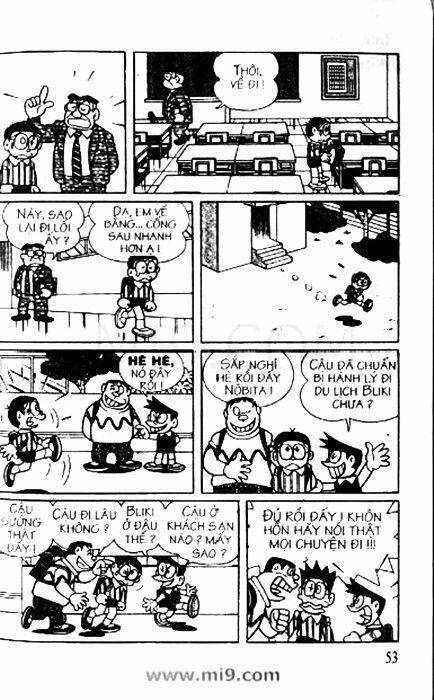 THÔI,
VỀ ĐI !
NÀY, SAO
LẠI ĐI LỐI
ẤY ?
DẠ, EM VỀ
BẰNG... CỔNG
SAU NHANH
HƠN Ạ !
HÊ HÊ,
NÓ ĐÂY
RỒI !
SẮP NGHỈ
HÈ RỒI ĐẤY
NÔBITA !
CẬU ĐÃ CHUẨN
BỊ HÀNH LÝ ĐI
DU LỊCH BLIKI
CHƯA ?
CẬU
SƯỚNG
THẬT
ĐẤY !
CẬU ĐI LÂU
KHÔNG ?
BLIKI
Ở ĐÂU
THẾ ?
CẬU Ở
KHÁCH SẠN
NÀO ? MẤY
SAO ?
ĐỦ RỒI ĐẤY ! KHÔN
HỒN HÃY NÓI THẬT
MỌI CHUYỆN ĐI !!!
53
www.mi9.com